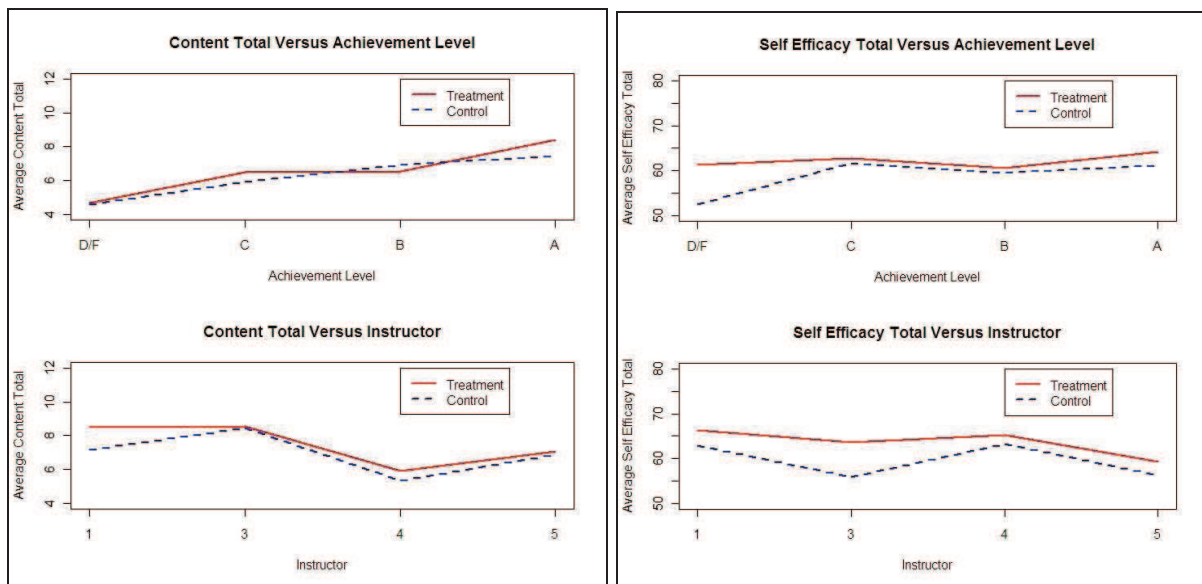 Content Total Versus Achievement Level
Average Content Total
12
10
8
6
4
Treatment
Control
D/F C B A
Achievement Level
Content Total Versus Instructor
Average Content Total
12
10
8
6
4
Treatment
Control
1 3 4 5
Instructor
Self Efficacy Total Versus Achievement Level
Average Self Efficacy Total
80
70
60
50
Treatment
Control
D/F C B A
Achievement Level
Self Efficacy Total Versus Instructor
Average Self Efficacy Total
80
70
60
50
Treatment
Control
1 3 4 5
Instructor